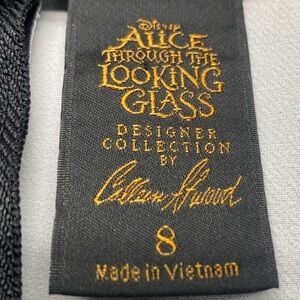 Disney
ALICE
THROUGH THE
LOOKING
GLASS
DESIGNER
COLLECTION
BY
Colleen Atwood
8
Made in Vietnam